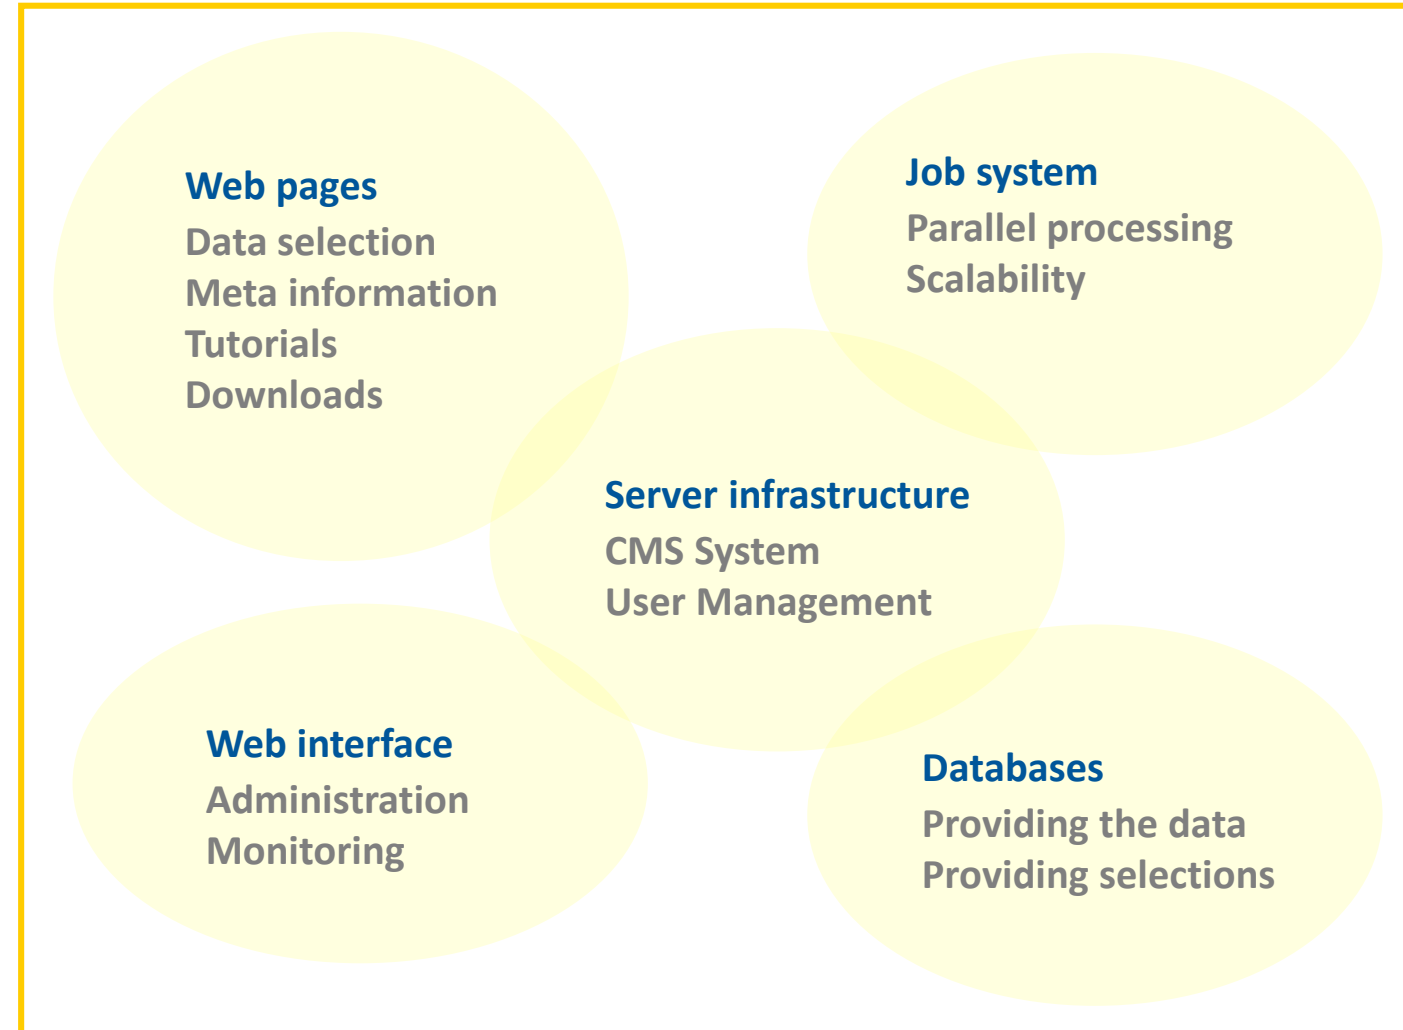 Web pages
Data selection
Meta information
Tutorials
Downloads
Job system
Parallel processing
Scalability
Server infrastructure
CMS System
User Management
Web interface
Administration
Monitoring
Databases
Providing the data
Providing selections